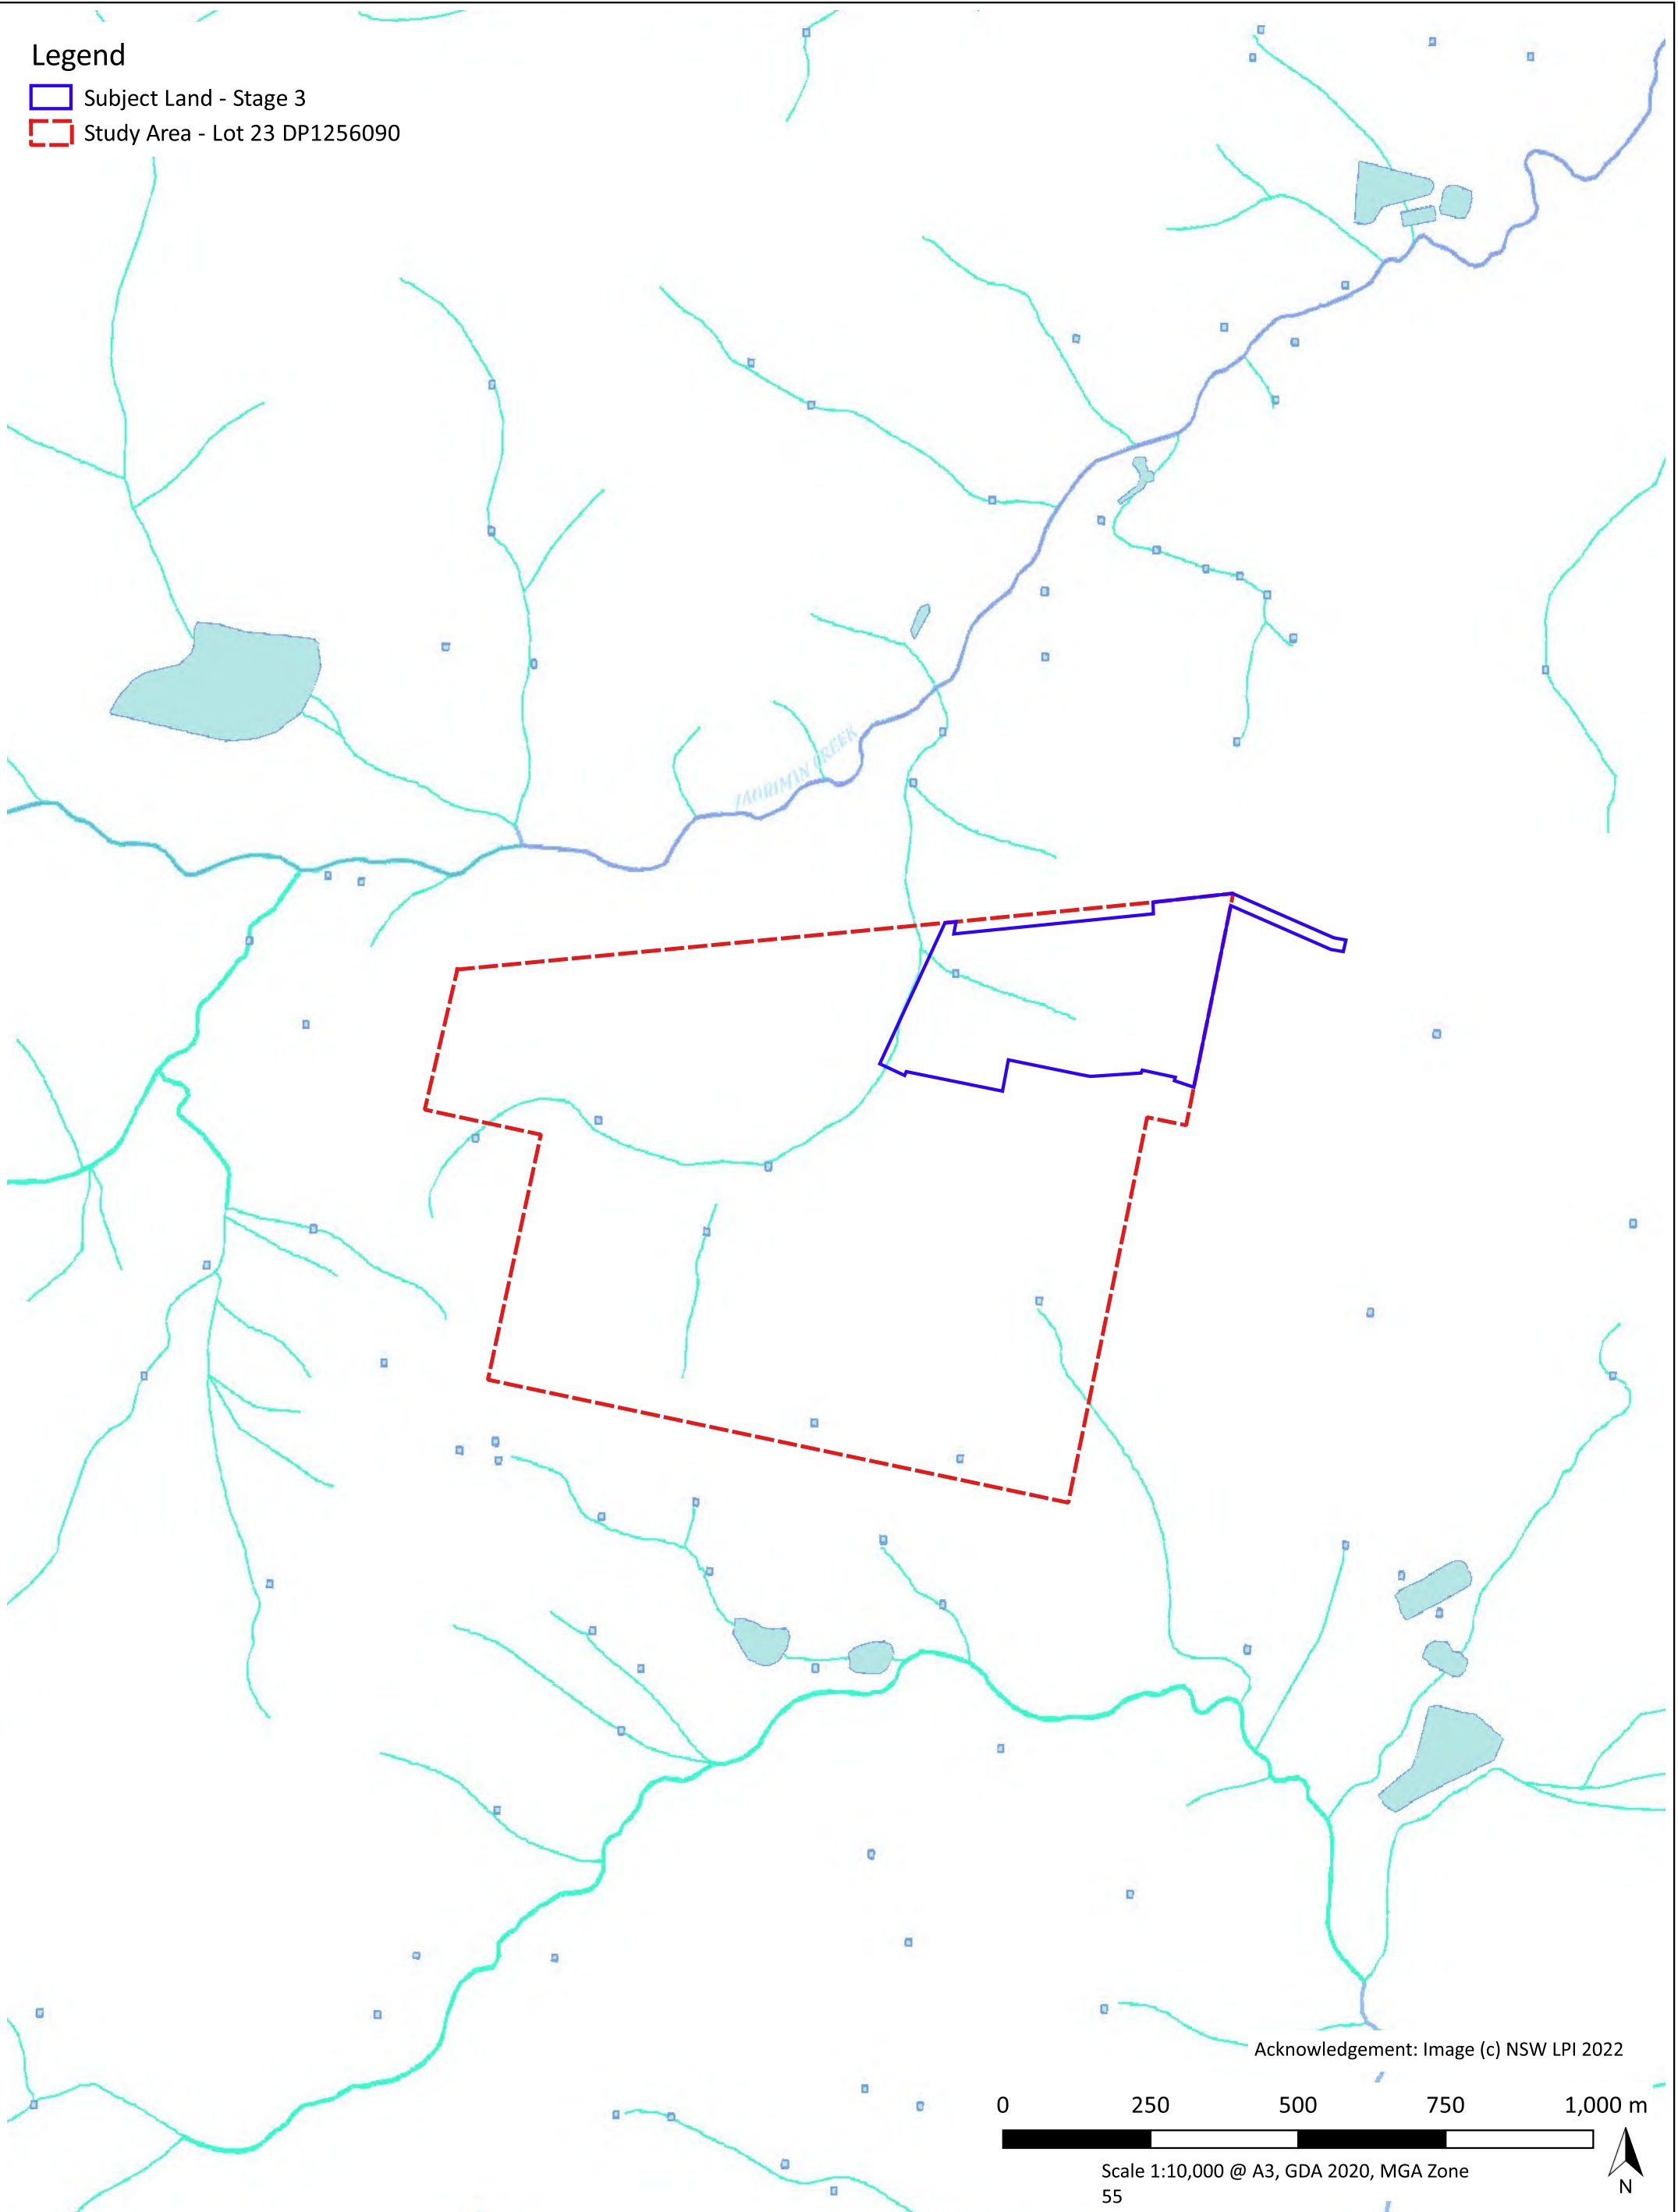 Legend
Subject Land - Stage 3
Study Area - Lot 23 DP1256090
CREEK
Acknowledgement: Image (c) NSW LPI 2022
0 250 500 750 1,000 m
Scale 1:10,000 @ A3, GDA 2020, MGA Zone
55
N